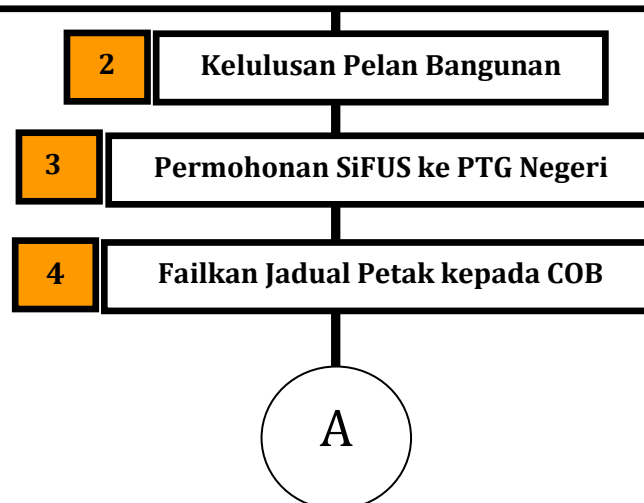 2 Kelulusan Pelan Bangunan
3 Permohonan SiFUS ke PTG Negeri
4 Failkan Jadual Petak kepada COB
A